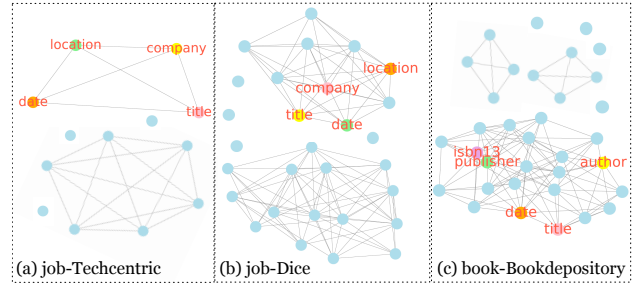 location
company
date
title
(a) job-Techcentric
location
company
title
date
(b) job-Dice
isbn13
publisher
author
date
title
(c) book-Bookdepository